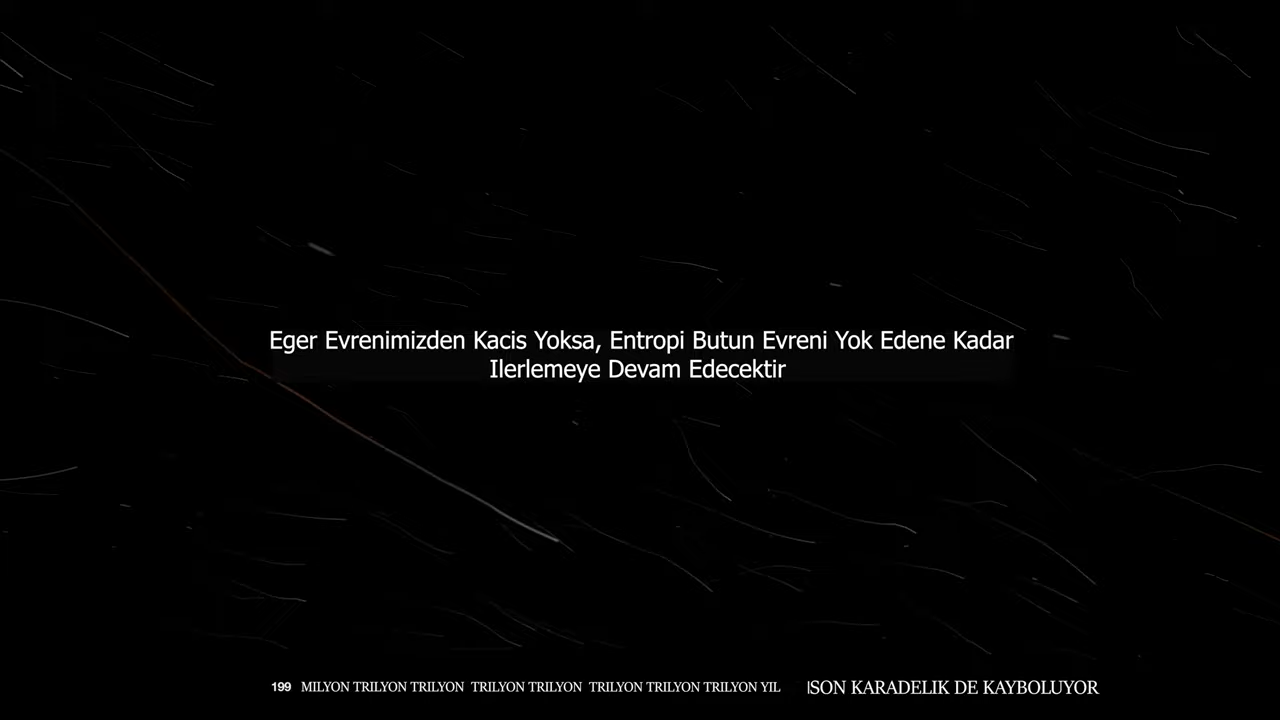 Eger Evrenimizden Kacis Yoksa, Entropi Butun Evreni Yok Edene Kadar
Ilerlemeye Devam Edecektir
199 MILYON TRILYON TRILYON TRILYON TRILYON TRILYON TRILYON TRILYON YIL |SON KARADELIK DE KAYBOLUYOR